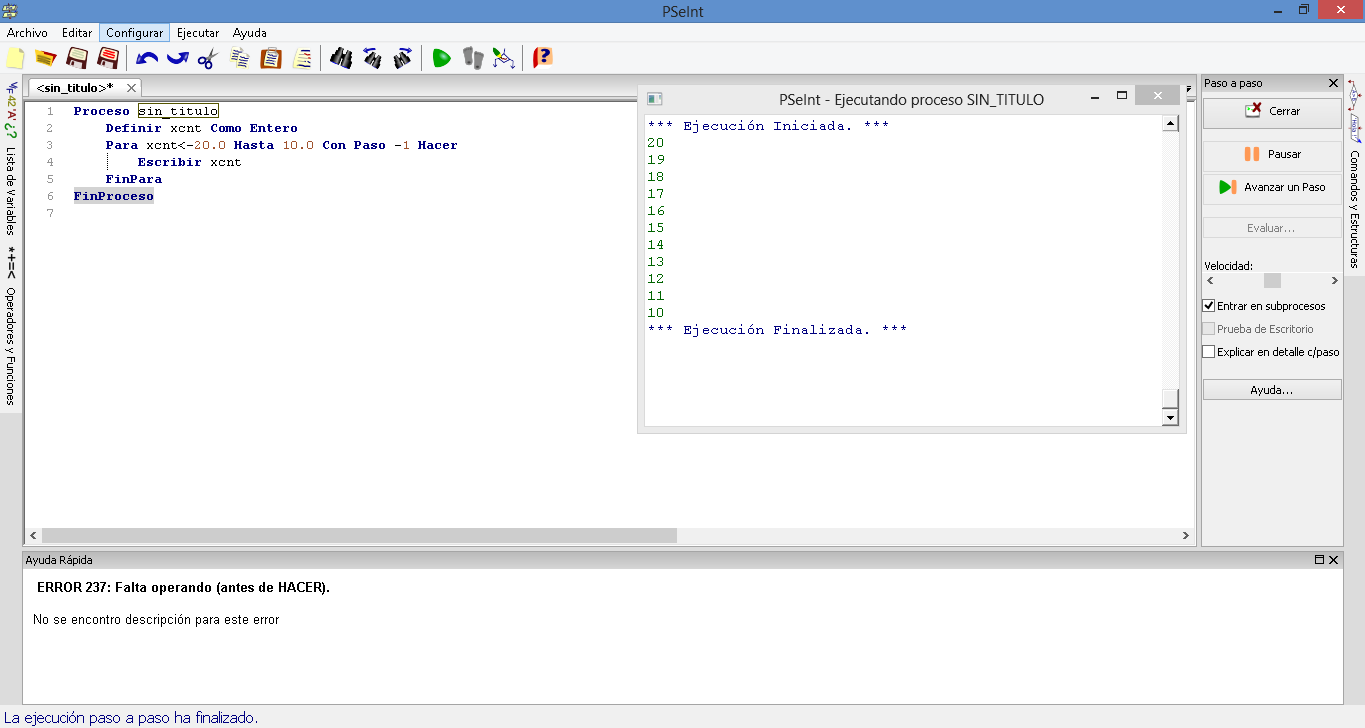 PSeInt
Archivo Editar Configurar Ejecutar Ayuda
<sin_titulo>*
42 'A' ¿?
Lista de Variables
*+=<
Operadores y Funciones
1 Proceso sin_titulo
2 Definir xcnt Como Entero
3 Para xcnt<-20.0 Hasta 10.0 Con Paso -1 Hacer
4 Escribir xcnt
5 FinPara
6 FinProceso
7
PSeInt - Ejecutando proceso SIN_TITULO
*** Ejecución Iniciada. ***
20
19
18
17
16
15
14
13
12
11
10
*** Ejecución Finalizada. ***
Paso a paso
Cerrar
Pausar
Avanzar un Paso
Evaluar...
Velocidad:
Entrar en subprocesos
Prueba de Escritorio
Explicar en detalle c/paso
Ayuda...
Comandos y Estructuras
Ayuda Rápida
ERROR 237: Falta operando (antes de HACER).
No se encontro descripción para este error
La ejecución paso a paso ha finalizado.